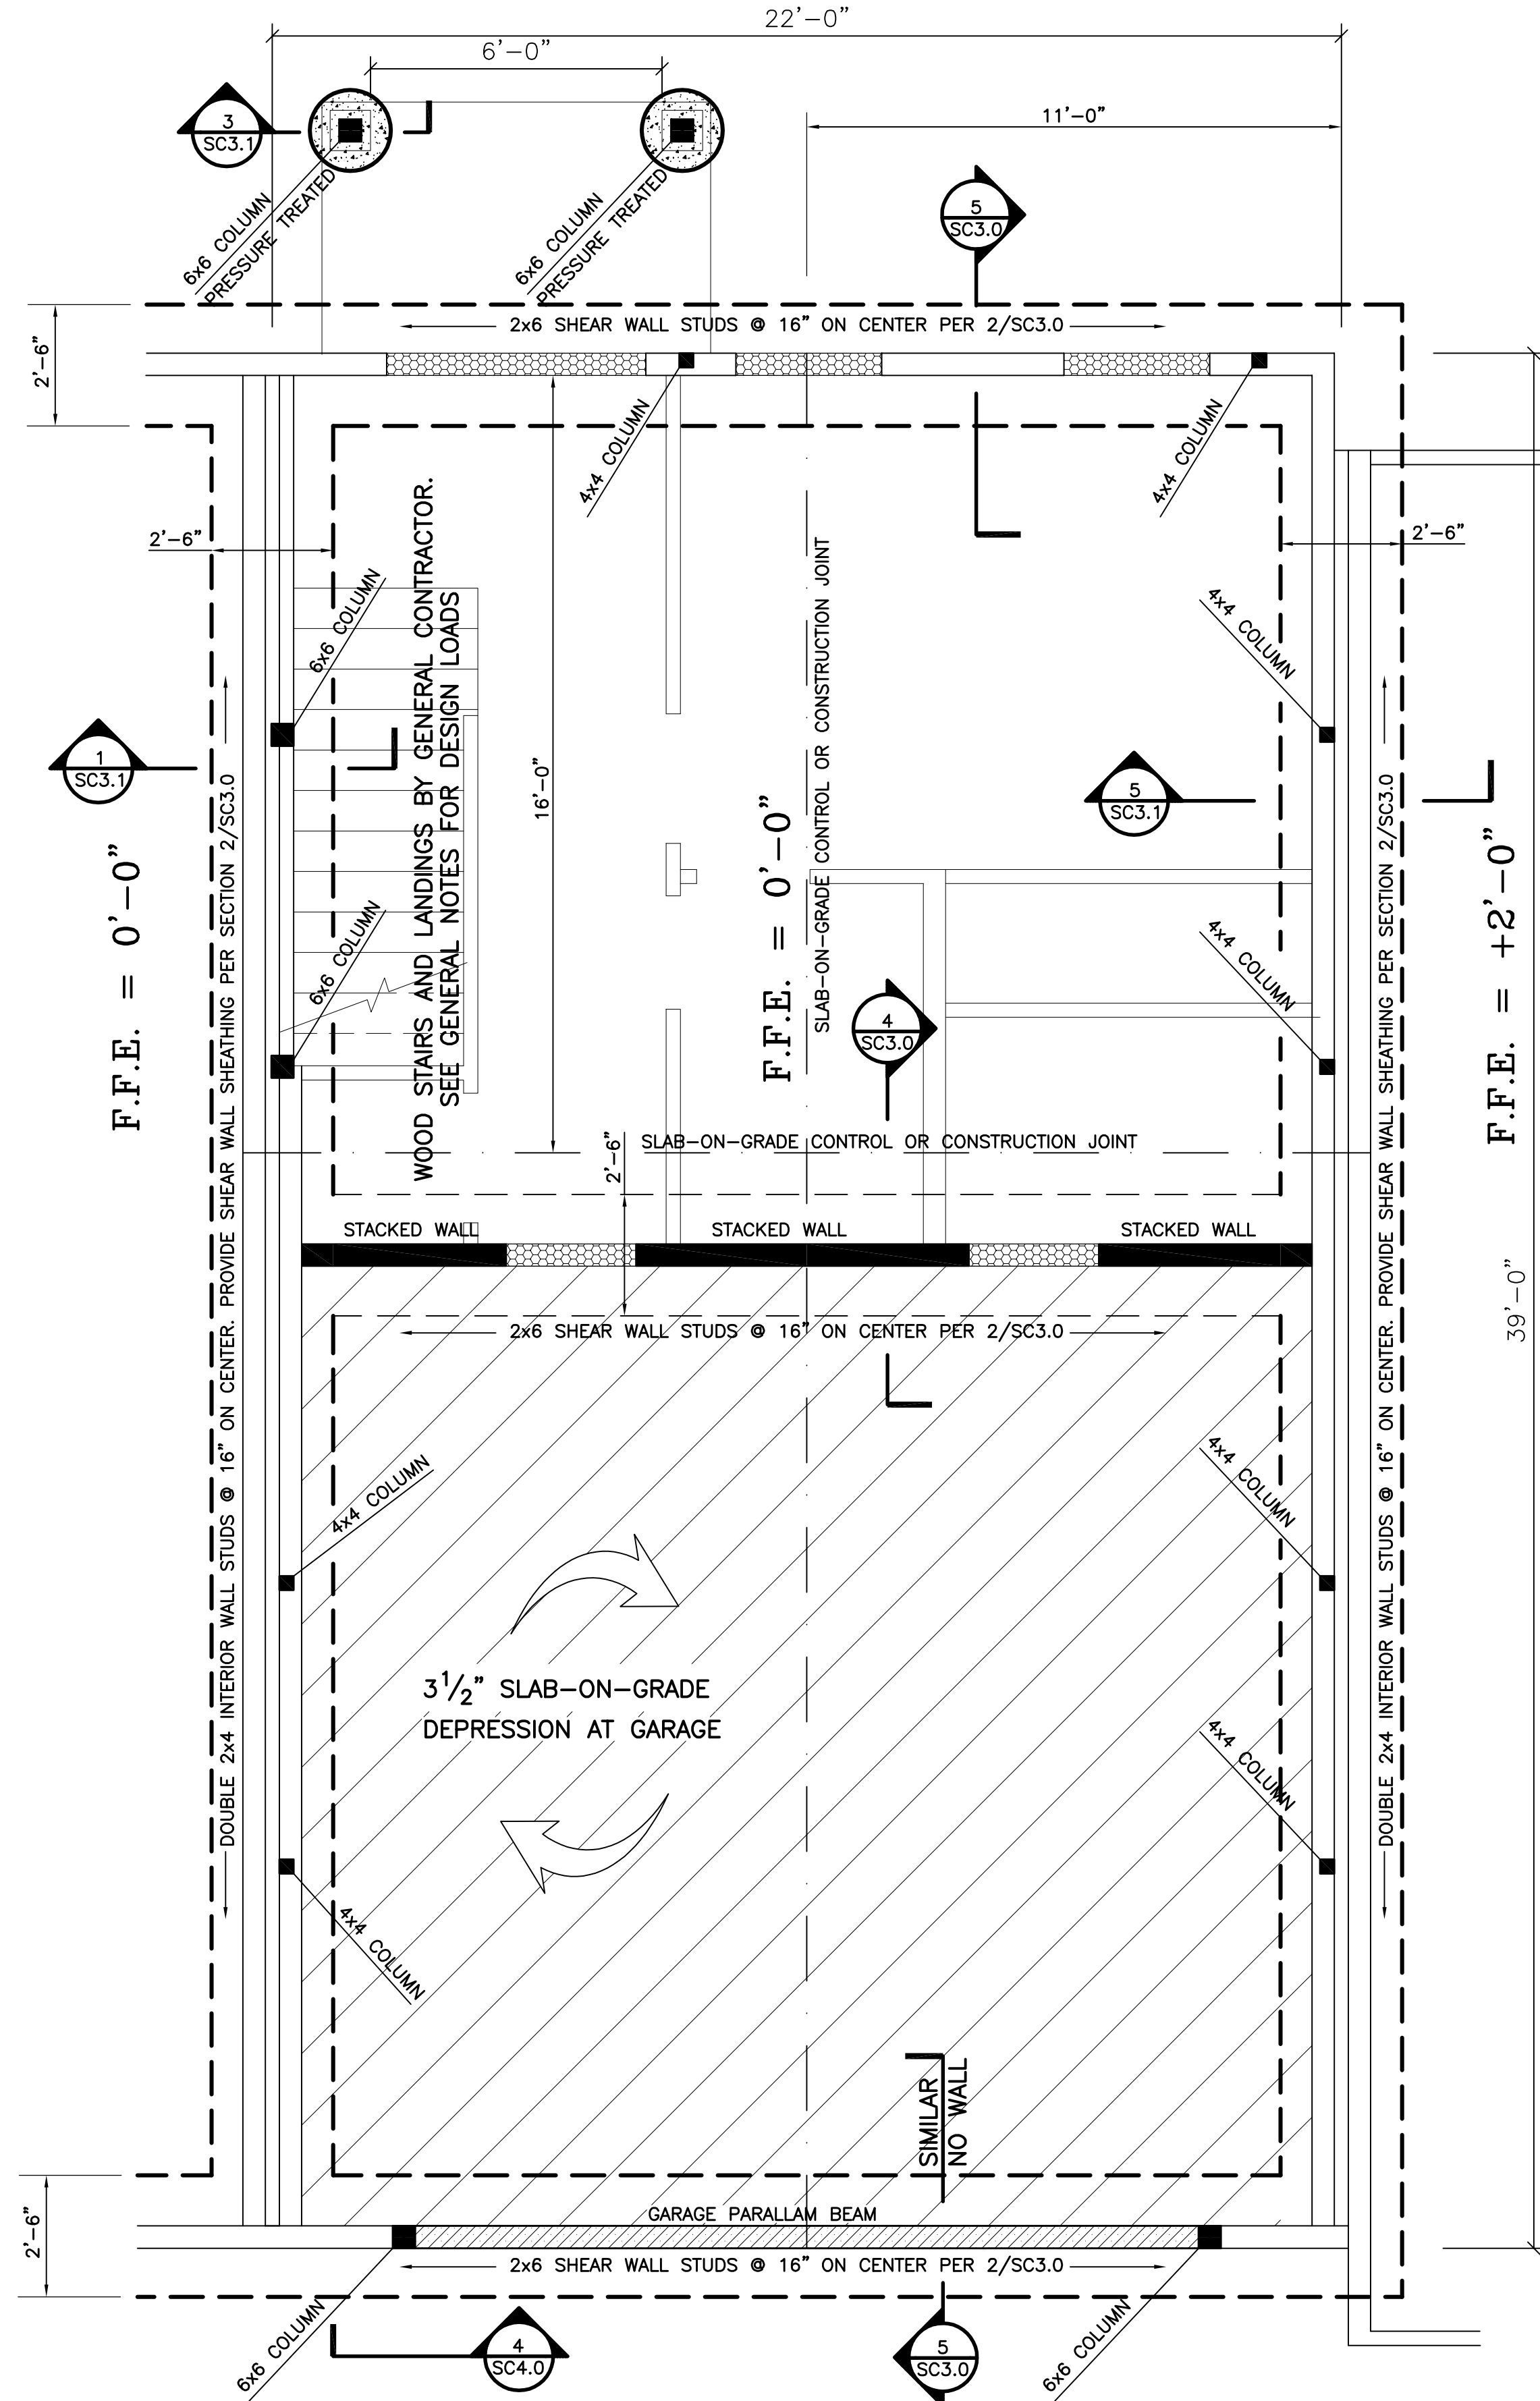 22'-0"
6'-0"
11'-0"
3
SC3.1
6x6 COLUMN
PRESSURE TREATED
6x6 COLUMN
PRESSURE TREATED
5
SC3.0
2x6 SHEAR WALL STUDS @ 16" ON CENTER PER 2/SC3.0
2'-6"
4x4 COLUMN
4x4 COLUMN
2'-6"
2'-6"
6x6 COLUMN
WOOD STAIRS AND LANDINGS BY GENERAL CONTRACTOR.
SEE GENERAL NOTES FOR DESIGN LOADS
SLAB-ON-GRADE CONTROL OR CONSTRUCTION JOINT
4x4 COLUMN
1
SC3.1
16'-0"
5
SC3.1
F.F.E. = 0'-0"
F.F.E. = 0'-0"
F.F.E. = +2'-0"
6x6 COLUMN
4x4 COLUMN
4
SC3.0
DOUBLE 2x4 INTERIOR WALL STUDS @ 16" ON CENTER. PROVIDE SHEAR WALL SHEATHING PER SECTION 2/SC3.0
DOUBLE 2x4 INTERIOR WALL STUDS @ 16" ON CENTER. PROVIDE SHEAR WALL SHEATHING PER SECTION 2/SC3.0
SLAB-ON-GRADE CONTROL OR CONSTRUCTION JOINT
2'-6"
STACKED WALL
STACKED WALL
STACKED WALL
39'-0"
2x6 SHEAR WALL STUDS @ 16" ON CENTER PER 2/SC3.0
4x4 COLUMN
4x4 COLUMN
3 1/2" SLAB-ON-GRADE
DEPRESSION AT GARAGE
4x4 COLUMN
4x4 COLUMN
SIMILAR
NO WALL
GARAGE PARALLAM BEAM
2'-6"
2x6 SHEAR WALL STUDS @ 16" ON CENTER PER 2/SC3.0
6x6 COLUMN
4
SC4.0
5
SC3.0
6x6 COLUMN